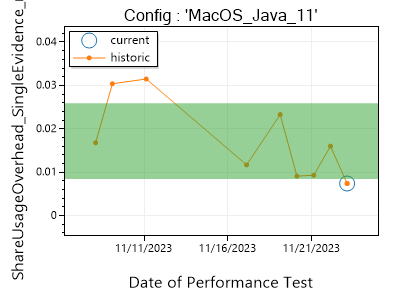 Config : 'MacOS_Java_11'
current
historic
0.04
0.03
0.02
0.01
0
11/11/2023
11/16/2023
11/21/2023
Date of Performance Test
ShareUsageOverhead_SingleEvidence_